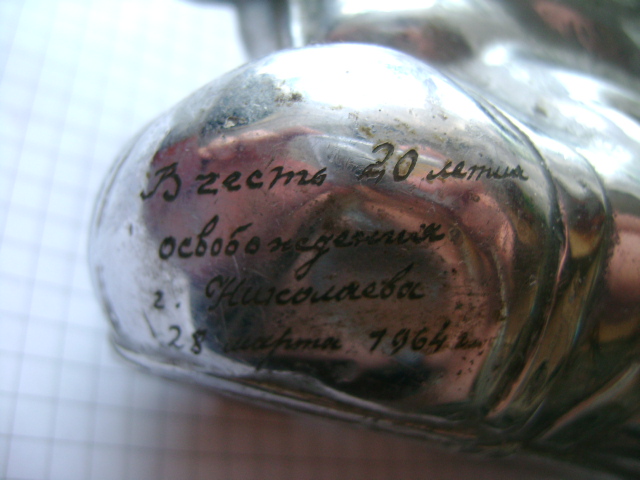 В честь 20 летия
освобождения
г. Николаева
28 марта 1964 г.